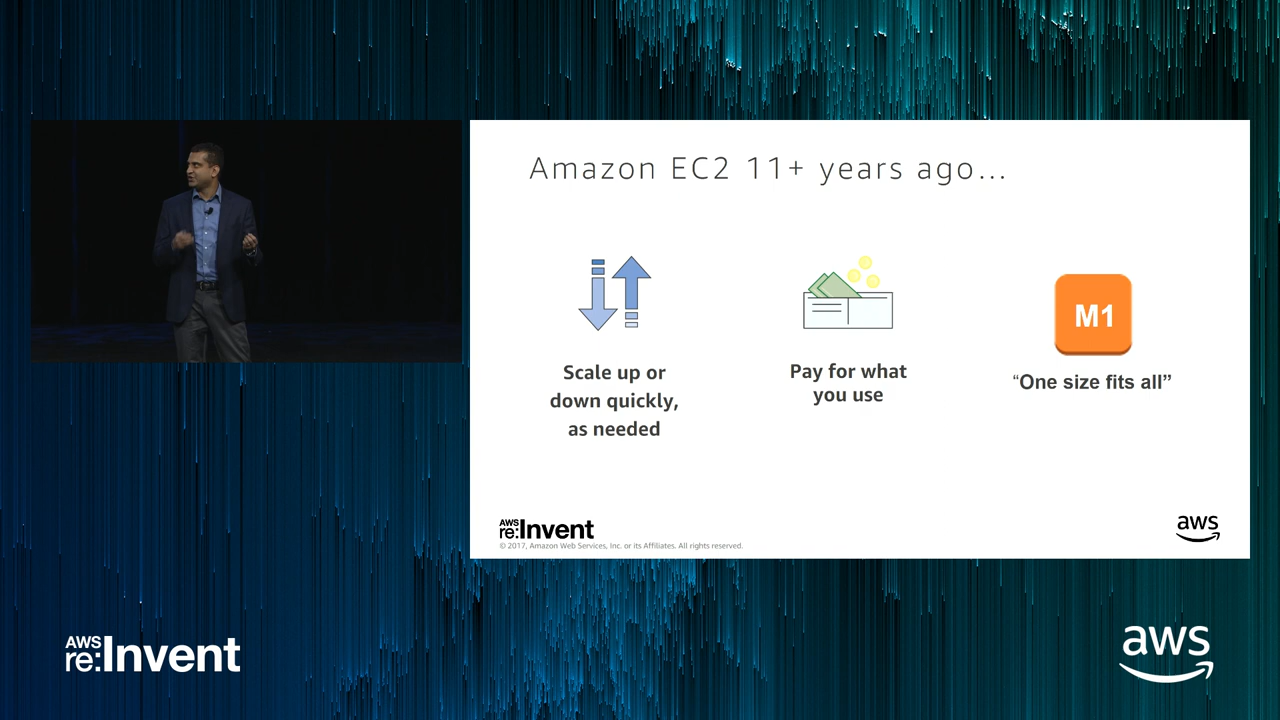 Amazon EC2 11+ years ago...
Scale up or
down quickly,
as needed
Pay for what
you use
M1
“One size fits all”
AWS
re:Invent
© 2017, Amazon Web Services, Inc. or its Affiliates. All rights reserved.
aws
AWS
re:Invent
aws